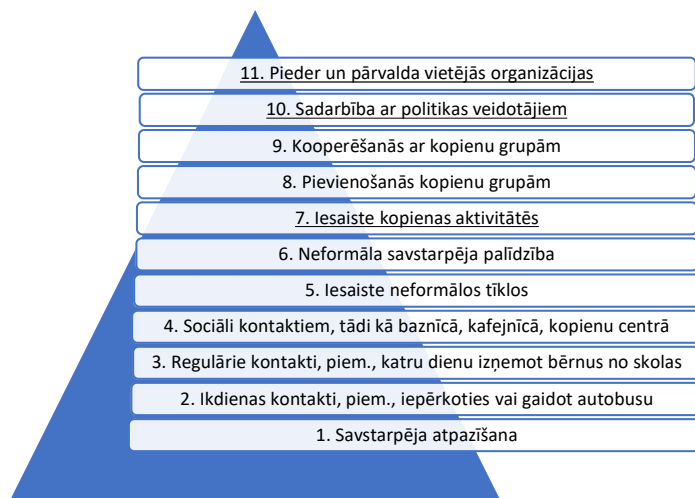 11. Pieder un pārvalda vietējās organizācijas
10. Sadarbība ar politikas veidotājiem
9. Kooperēšanās ar kopienu grupām
8. Pievienošanās kopienu grupām
7. Iesaiste kopienas aktivitātēs
6. Neformāla savstarpēja palīdzība
5. Iesaiste neformālos tīklos
4. Sociāli kontaktiem, tādi kā baznīcā, kafejnīcā, kopienu centrā
3. Regulārie kontakti, piem., katru dienu izņemot bērnus no skolas
2. Ikdienas kontakti, piem., iepērkoties vai gaidot autobusu
1. Savstarpēja atpazīšana